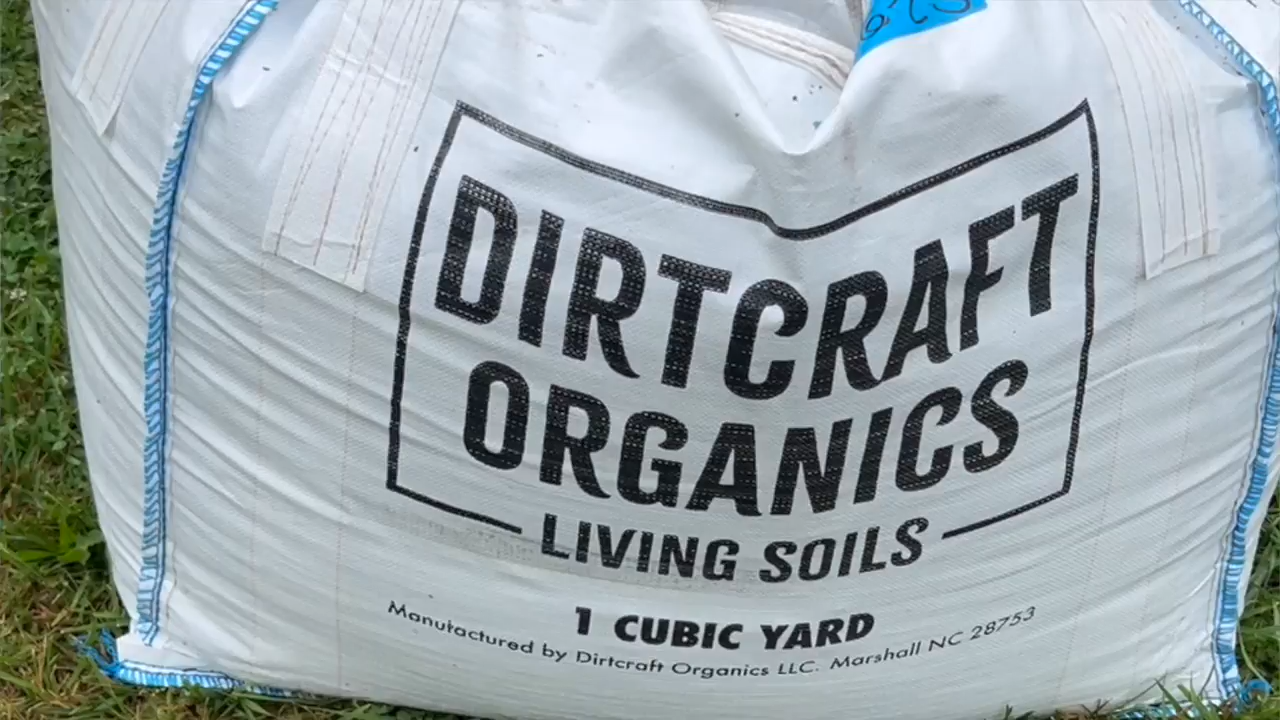 DIRTCRAFT
ORGANICS
LIVING SOILS
1 CUBIC YARD
Manufactured by Dirtcraft Organics LLC. Marshall NC 28753